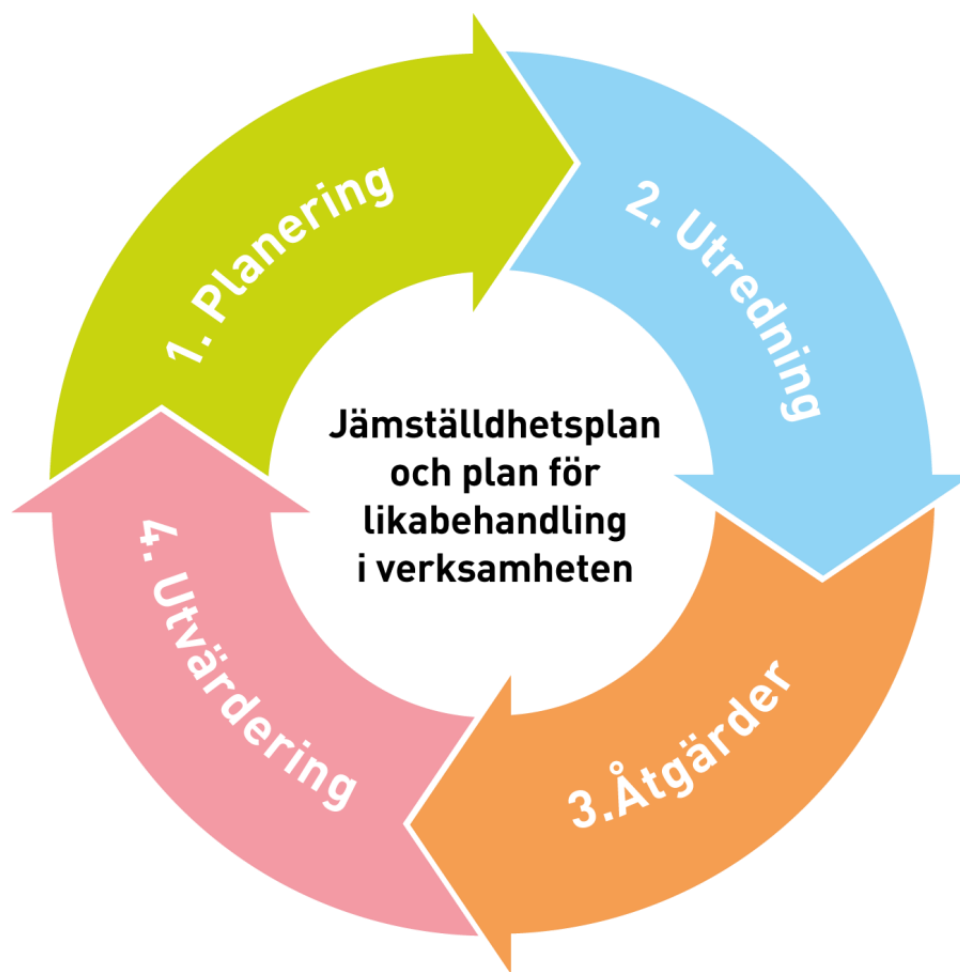 1. Planering
2. Utredning
3.Åtgärder
4. Utvärdering
Jämställdhetsplan
och plan för
likabehandling
i verksamheten